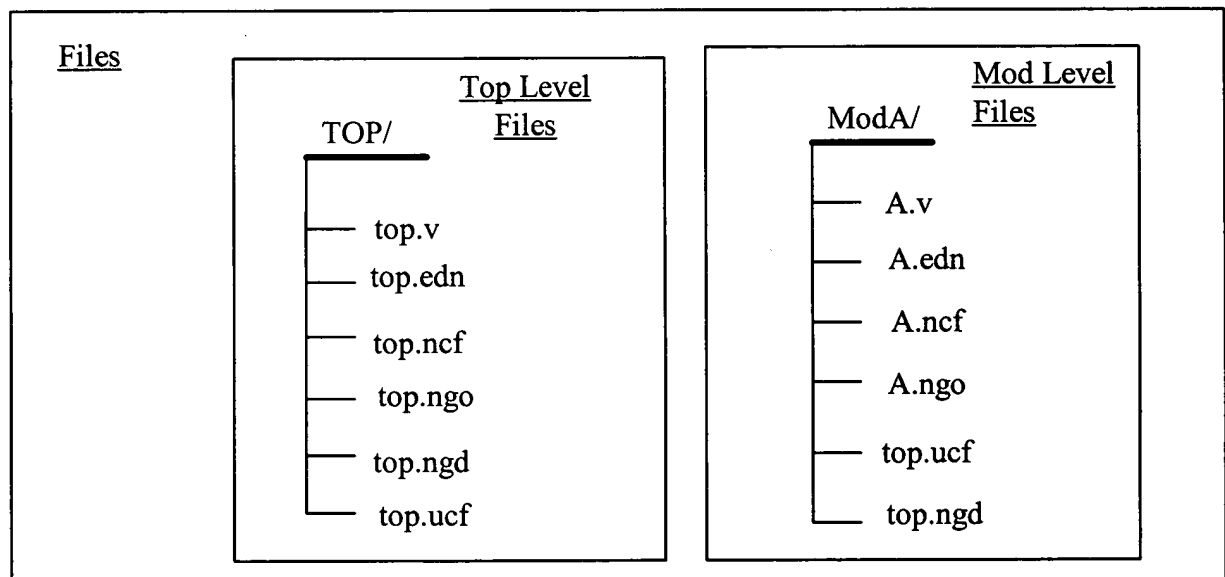 Files
Top Level
Files
TOP/
top.v
top.edn
top.ncf
top.ngo
top.ngd
top.ucf
Mod Level
Files
ModA/
A.v
A.edn
A.ncf
A.ngo
top.ucf
top.ngd